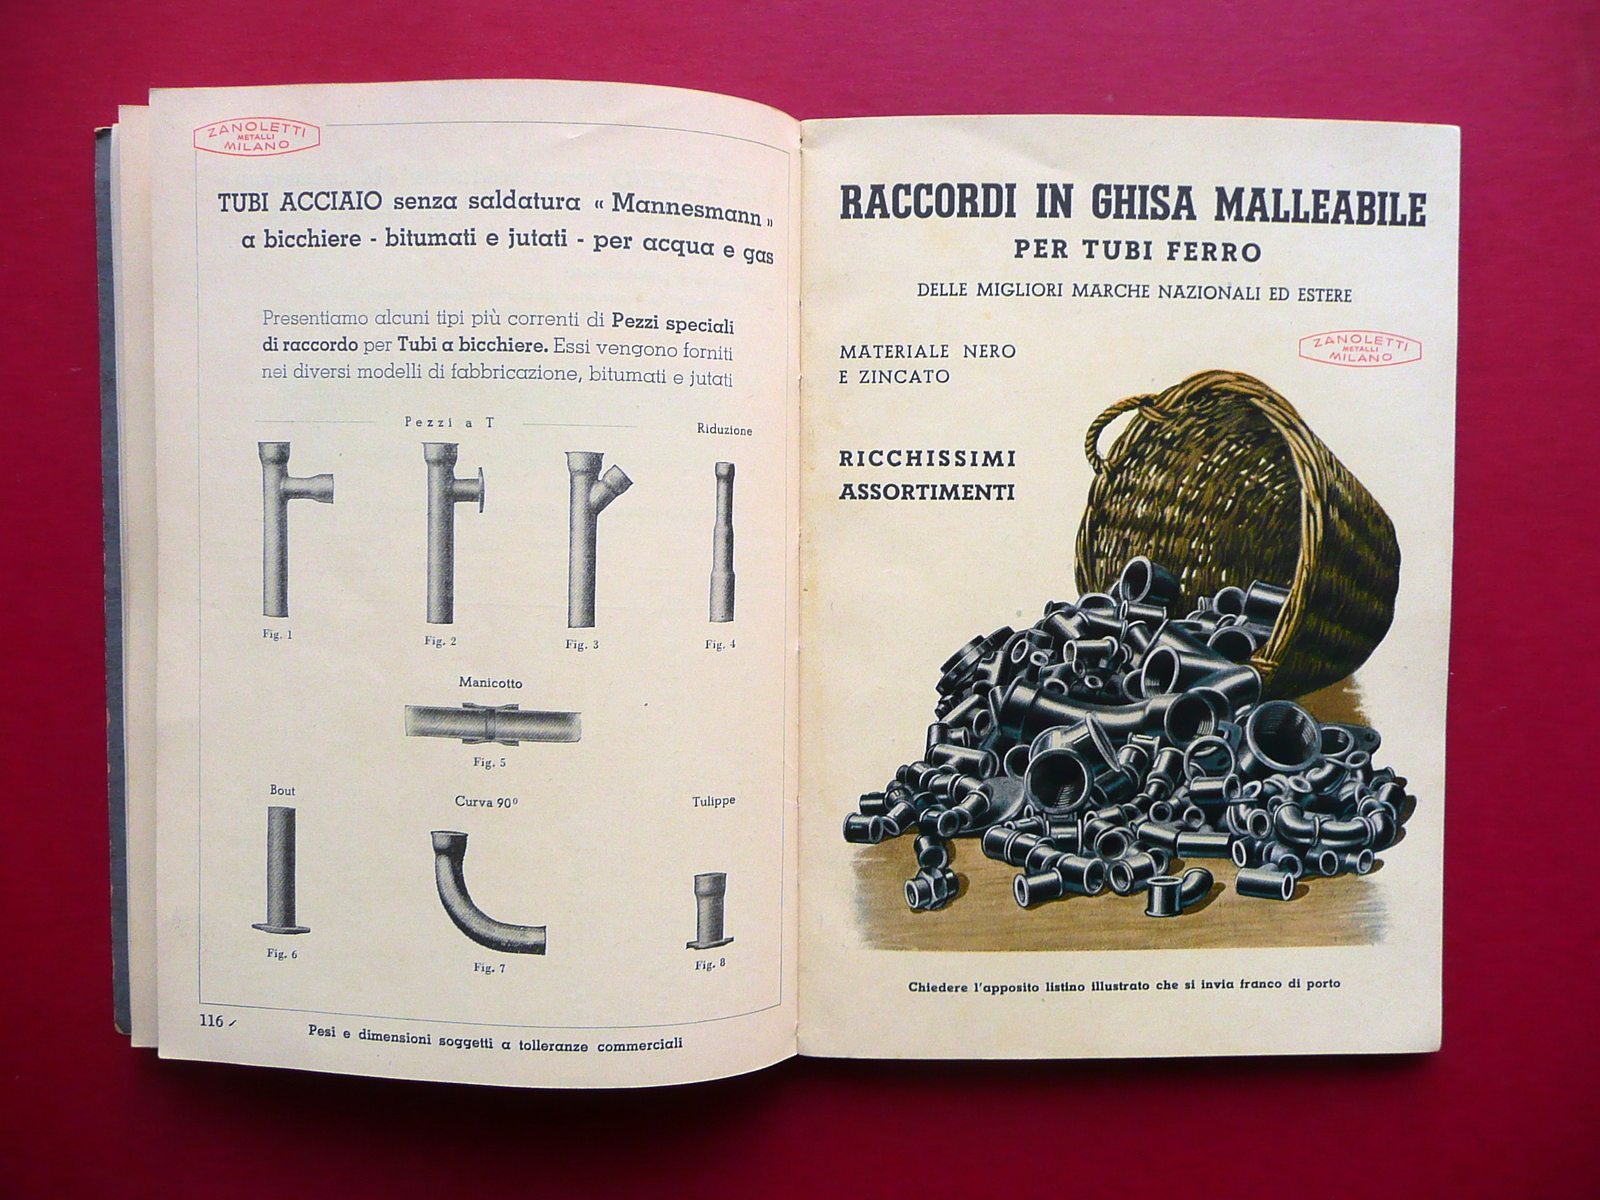 ZANOLETTI
METALLI
MILANO
TUBI ACCIAIO senza saldatura « Mannesmann »
a bicchiere - bitumati e jutati - per acqua e gas
Presentiamo alcuni tipi più correnti di Pezzi speciali
di raccordo per Tubi a bicchiere. Essi vengono forniti
nei diversi modelli di fabbricazione, bitumati e jutati
Pezzi a T
Riduzione
Fig. 1
Fig. 2
Fig. 3
Fig. 4
Manicotto
Fig. 5
Bout
Curva 90º
Tulippe
Fig. 6
Fig. 7
Fig. 8
116
Pesi e dimensioni soggetti a tolleranze commerciali
RACCORDI IN GHISA MALLEABILE
PER TUBI FERRO
DELLE MIGLIORI MARCHE NAZIONALI ED ESTERE
MATERIALE NERO
E ZINCATO
ZANOLETTI
METALLI
MILANO
RICCHISSIMI
ASSORTIMENTI
Chiedere l'apposito listino illustrato che si invia franco di porto